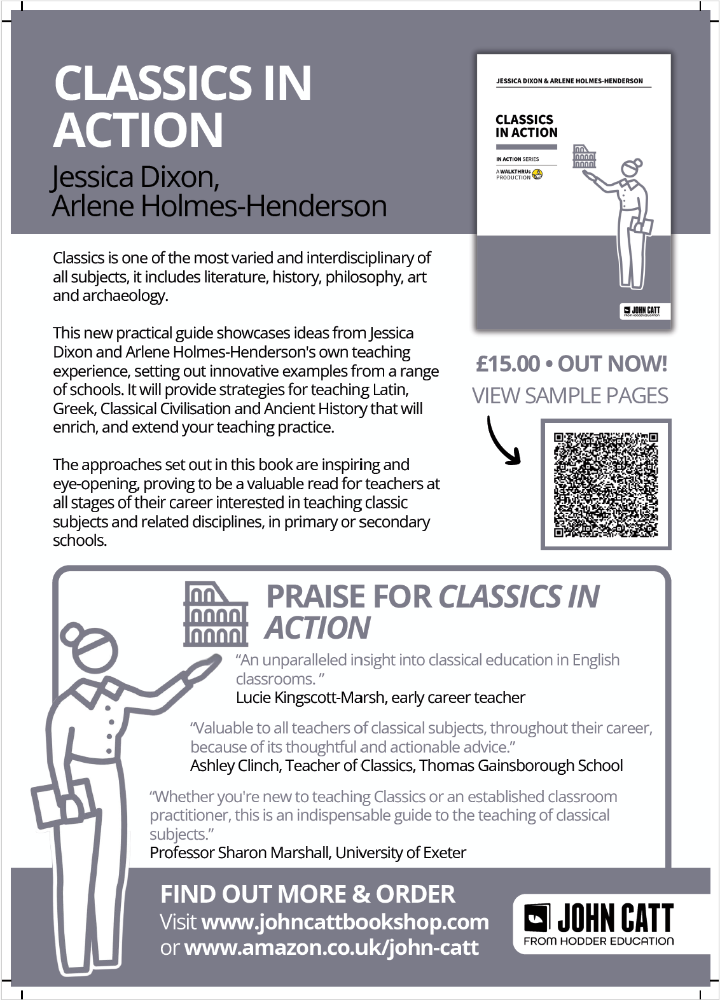 CLASSICS IN
ACTION
Jessica Dixon,
Arlene Holmes-Henderson
JESSICA DIXON & ARLENE HOLMES-HENDERSON
CLASSICS
IN ACTION
IN ACTION SERIES
A WALKTHRUs
PRODUCTION
JOHN CATT
FROM HODDER EDUCATION
Classics is one of the most varied and interdisciplinary of
all subjects, it includes literature, history, philosophy, art
and archaeology.
This new practical guide showcases ideas from Jessica
Dixon and Arlene Holmes-Henderson's own teaching
experience, setting out innovative examples from a range
of schools. It will provide strategies for teaching Latin,
Greek, Classical Civilisation and Ancient History that will
enrich, and extend your teaching practice.
The approaches set out in this book are inspiring and
eye-opening, proving to be a valuable read for teachers at
all stages of their career interested in teaching classic
subjects and related disciplines, in primary or secondary
schools.
£15.00 • OUT NOW!
VIEW SAMPLE PAGES
PRAISE FOR CLASSICS IN
ACTION
“An unparalleled insight into classical education in English
classrooms. ”
Lucie Kingscott-Marsh, early career teacher
“Valuable to all teachers of classical subjects, throughout their career,
because of its thoughtful and actionable advice.”
Ashley Clinch, Teacher of Classics, Thomas Gainsborough School
“Whether you're new to teaching Classics or an established classroom
practitioner, this is an indispensable guide to the teaching of classical
subjects.”
Professor Sharon Marshall, University of Exeter
FIND OUT MORE & ORDER
Visit www.johncattbookshop.com
or www.amazon.co.uk/john-catt
JOHN CATT
FROM HODDER EDUCATION